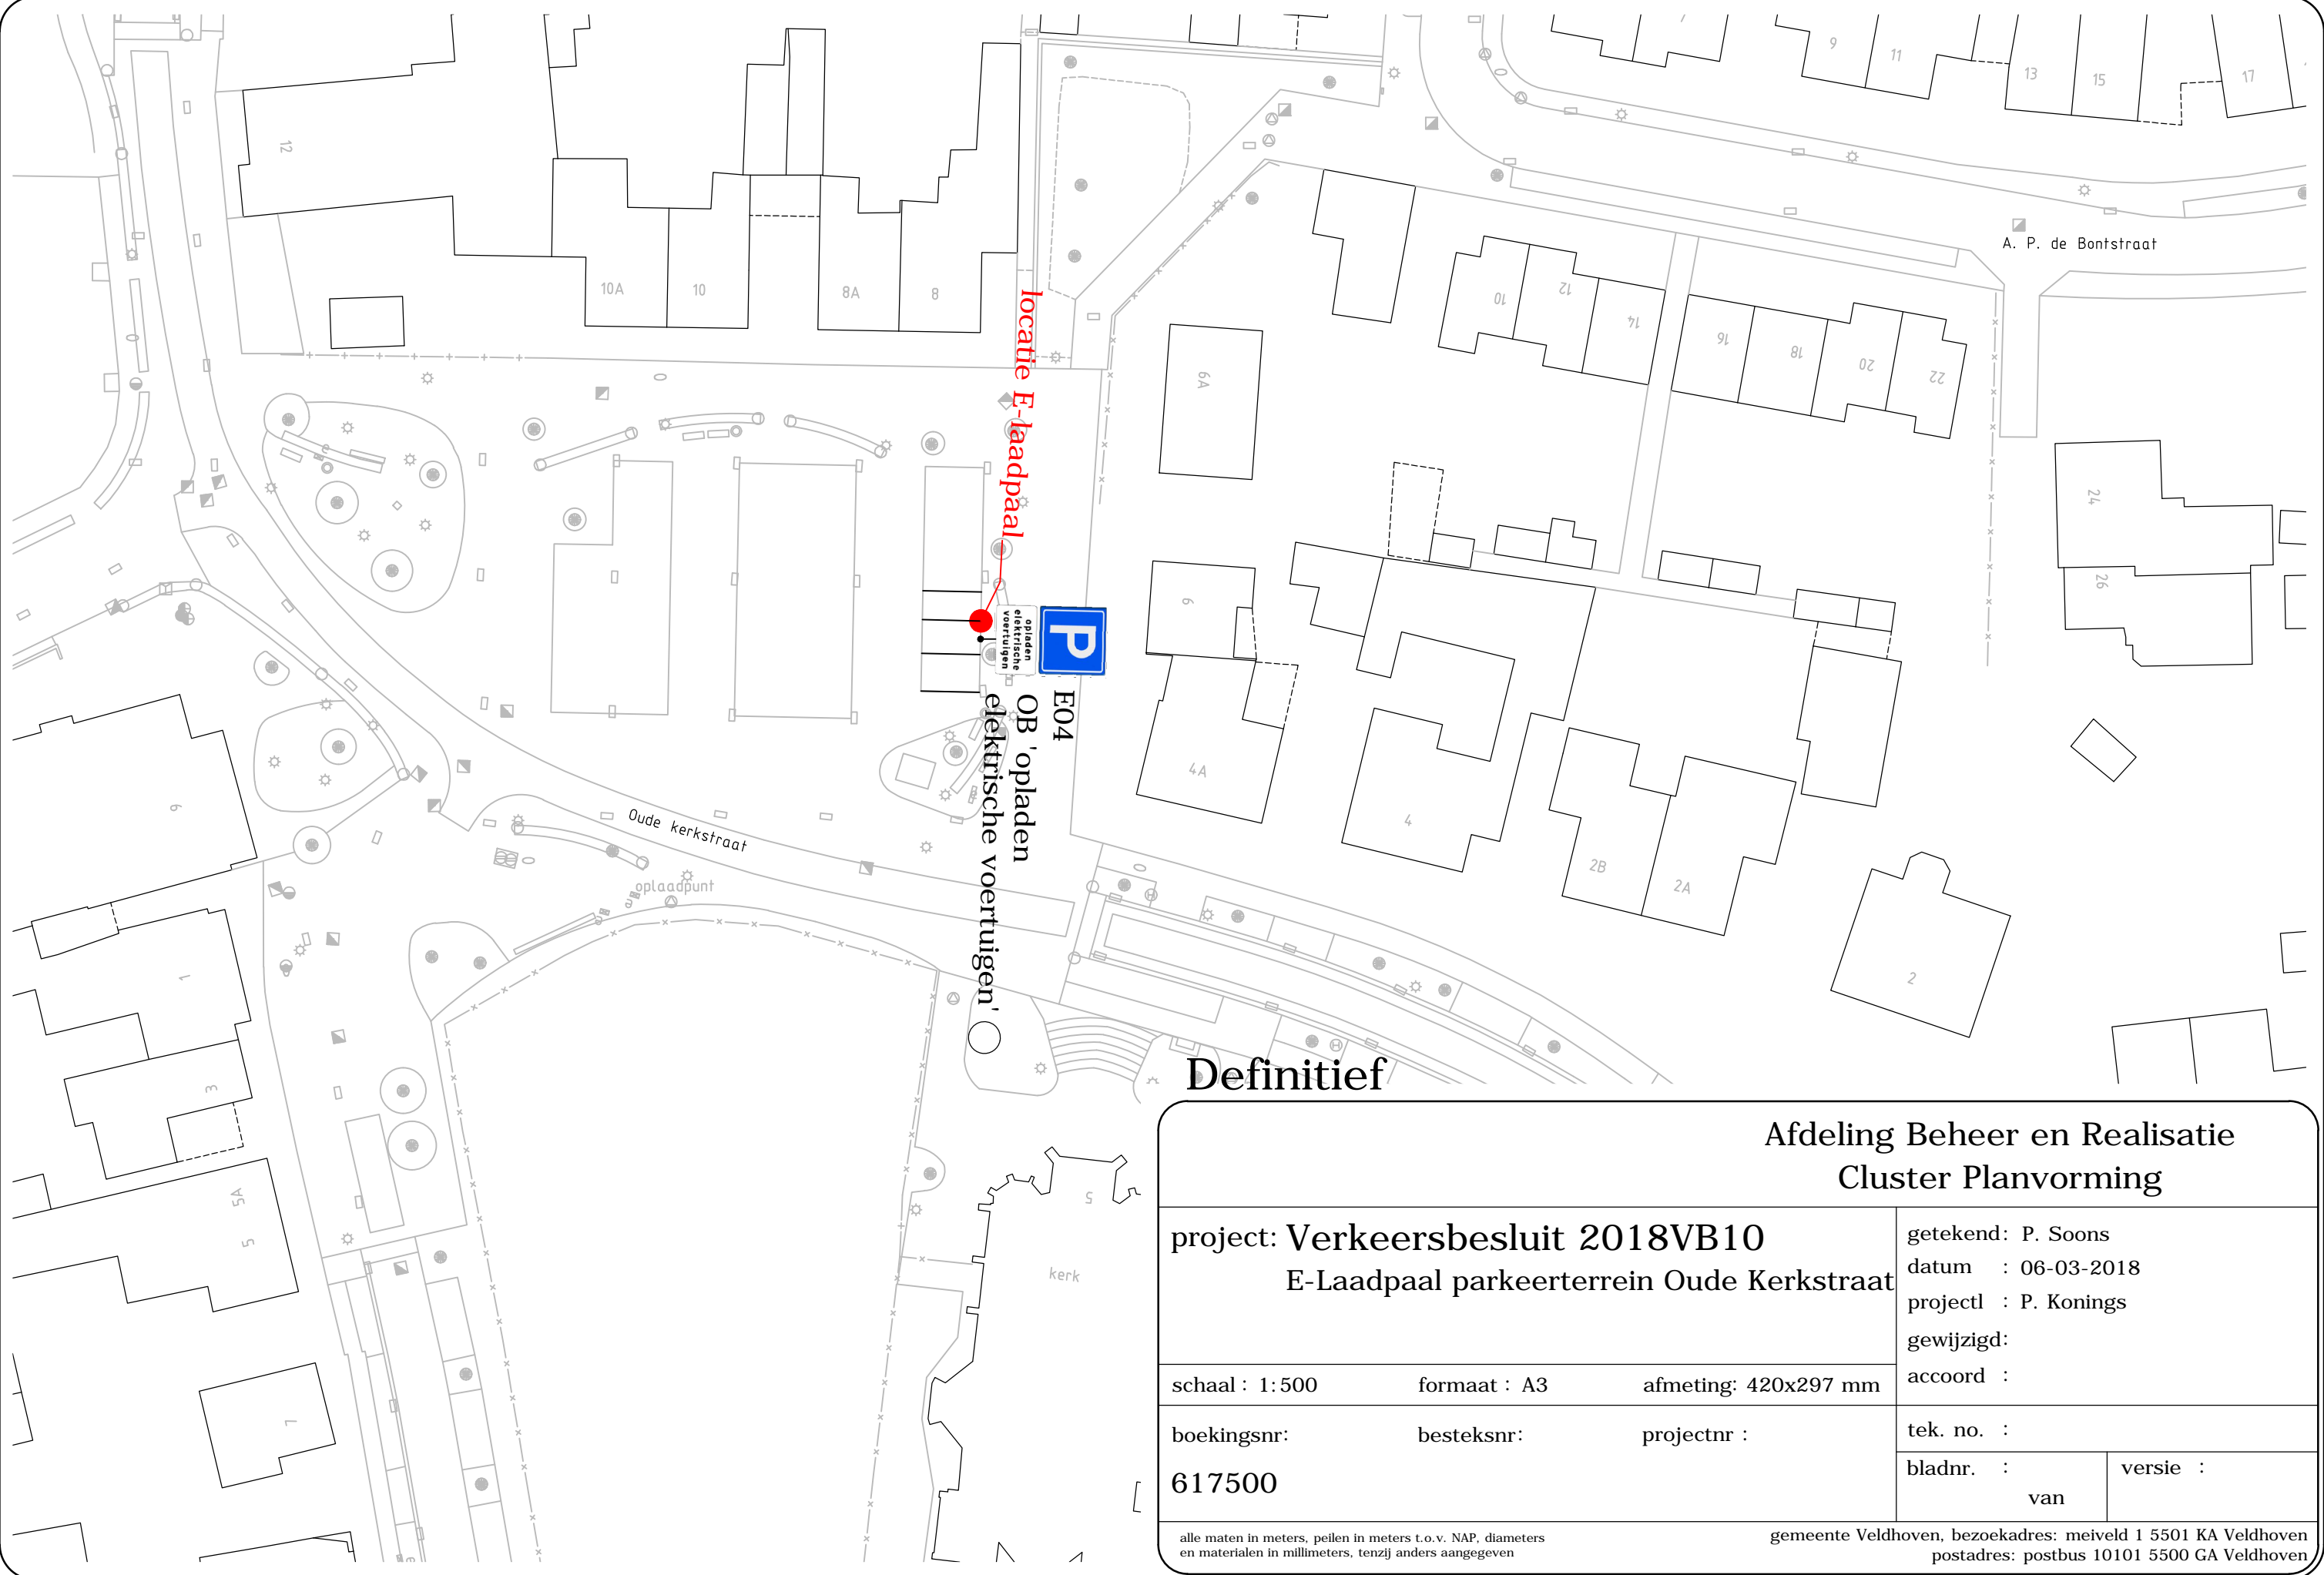 7
9
11
13
15
17
12
A. P. de Bontstraat
10A
10
8A
8
10
12
14
16
18
20
22
6A
24
26
locatie E-laadpaal
opladen
elektrische
voertuigen
P
E04
OB 'opladen
elektrische voertuigen'
6
4A
4
2B
2A
2
9
Oude kerkstraat
oplaadpunt
1
3
5A
5
7
5
kerk
Definitief
Afdeling Beheer en Realisatie
Cluster Planvorming
project: Verkeersbesluit 2018VB10
E-Laadpaal parkeerterrein Oude Kerkstraat
getekend: P. Soons
datum : 06-03-2018
projectl : P. Konings
gewijzigd:
accoord :
schaal : 1:500 formaat : A3 afmeting: 420x297 mm
boekingsnr: besteksnr: projectnr :
617500
tek. no. :
bladnr. : versie :
van
alle maten in meters, peilen in meters t.o.v. NAP, diameters
en materialen in millimeters, tenzij anders aangegeven
gemeente Veldhoven, bezoekadres: meiveld 1 5501 KA Veldhoven
postadres: postbus 10101 5500 GA Veldhoven